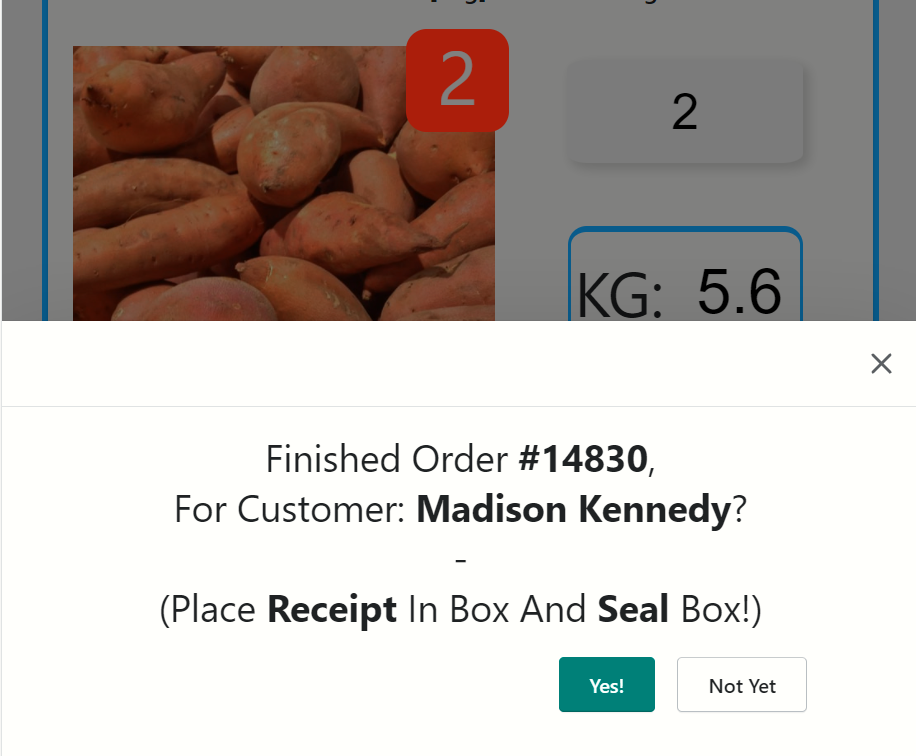 2
2
KG: 5.6
Finished Order #14830,
For Customer: Madison Kennedy?
-
(Place Receipt In Box And Seal Box!)
Yes!
Not Yet